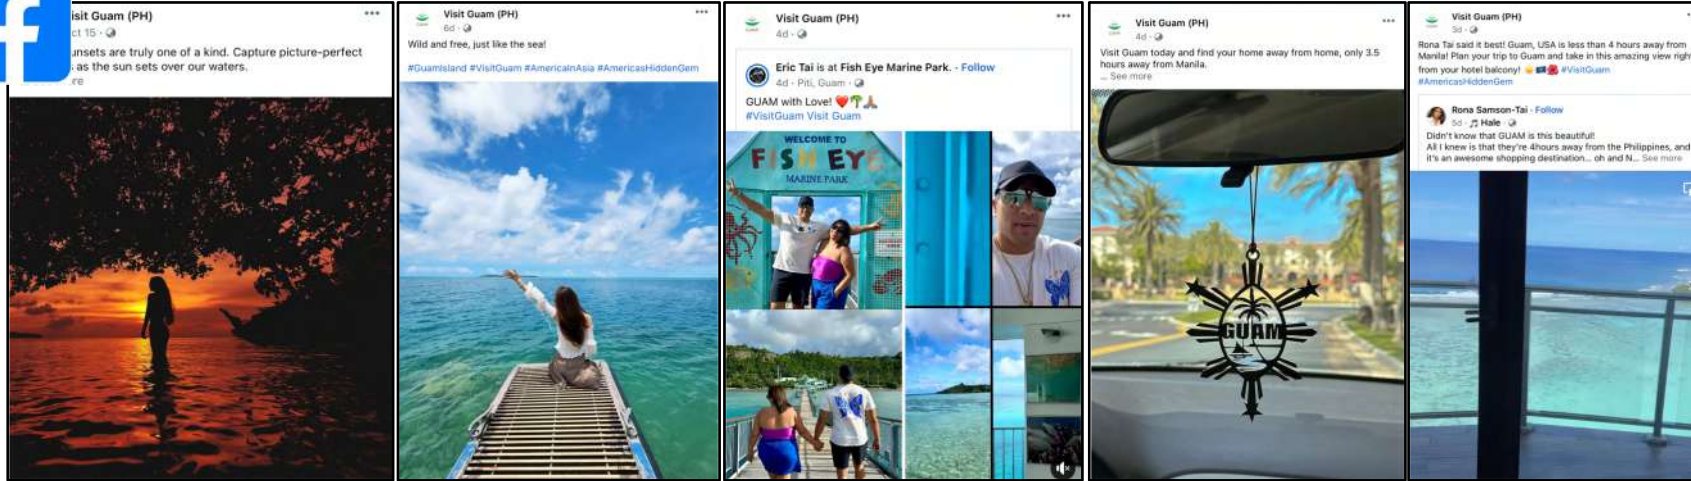 isit Guam (PH)
ct 15
unsets are truly one of a kind. Capture picture-perfect
as the sun sets over our waters.
re
Visit Guam (PH)
6d
Wild and free, just like the sea!
#GuamIsland #VisitGuam #AmericaInAsia #AmericasHiddenGem
Visit Guam (PH)
4d
Eric Tai is at Fish Eye Marine Park. - Follow
4d - Piti, Guam
GUAM with Love! ❤️🌴🙏
#VisitGuam Visit Guam
WELCOME TO
FISH EYE
MARINE PARK
Visit Guam (PH)
4d
Visit Guam today and find your home away from home, only 3.5
hours away from Manila.
... See more
GUAM
Visit Guam (PH)
3d
Rona Tai said it best! Guam, USA is less than 4 hours away from
Manila! Plan your trip to Guam and take in this amazing view right
from your hotel balcony! #VisitGuam
#AmericasHiddenGem
Rona Samson-Tai - Follow
5d - Hale
Didn't know that GUAM is this beautiful!
All I knew is that they're 4hours away from the Philippines, and
it's an awesome shopping destination... oh and N... See more